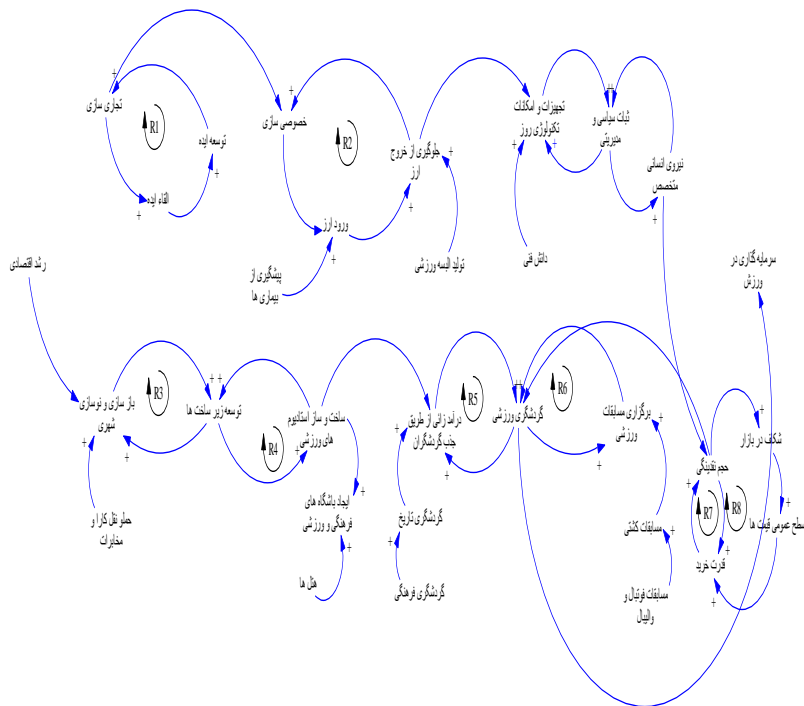 تجاری سازی
R1
توسعه ایده
القاء ایده
خصوصی سازی
R2
جلوگیری از خروج
ارز
ورود ارز
پیشگیری از
بیماری ها
تولید البسه ورزشی
تجهیزات و امکانات
تکنولوژی روز
ثبات سیاسی و
مدیریتی
نیروی انسانی
متخصص
دانش فنی
سرمایه گذاری در
ورزش
رشد اقتصادی
باز سازی و نوسازی
شهری
R3
توسعه زیر ساخت ها
R4
حملو نقل کارا و
مخابرات
ساخت و ساز استادیوم
های ورزشی
ایجاد باشگاه های
فرهنگی و ورزشی
هتل ها
درآمد زائی از طریق
جذب گردشگران
R5
گردشگری تاریخ
گردشگری فرهنگی
گردشگری ورزشی
R6
برگزاری مسابقات
ورزشی
مسابقات کشتی
مسابقات فوتبال و
والیبال
حجم نقدینگی
R7
R8
قدرت خرید
شکاف در بازار
سطح عمومی قیمت ها